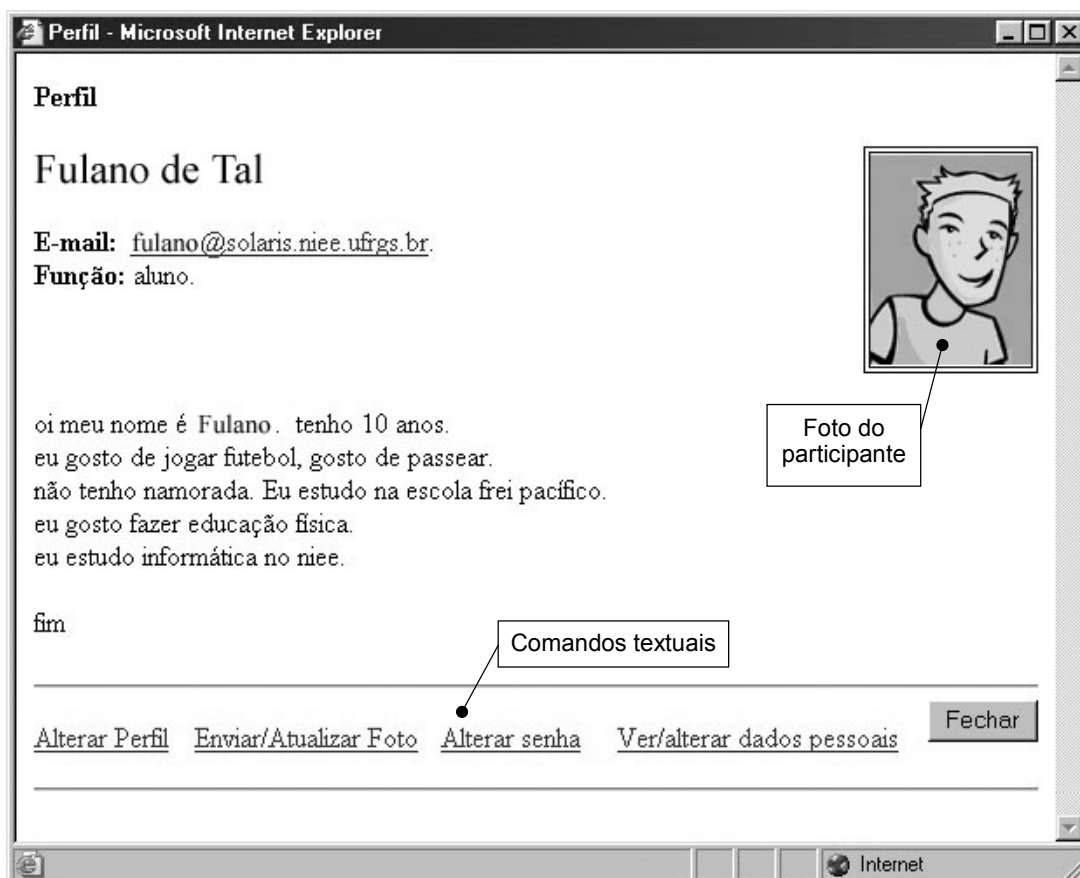 Perfil - Microsoft Internet Explorer
Perfil
Fulano de Tal
E-mail: fulano@solaris.niee.ufrgs.br.
Função: aluno.
oi meu nome é Fulano. tenho 10 anos.
eu gosto de jogar futebol, gosto de passear.
não tenho namorada. Eu estudo na escola frei pacífico.
eu gosto fazer educação física.
eu estudo informática no niee.
fim
Foto do
participante
Comandos textuais
Alterar Perfil Enviar/Atualizar Foto Alterar senha Ver/alterar dados pessoais Fechar
Internet